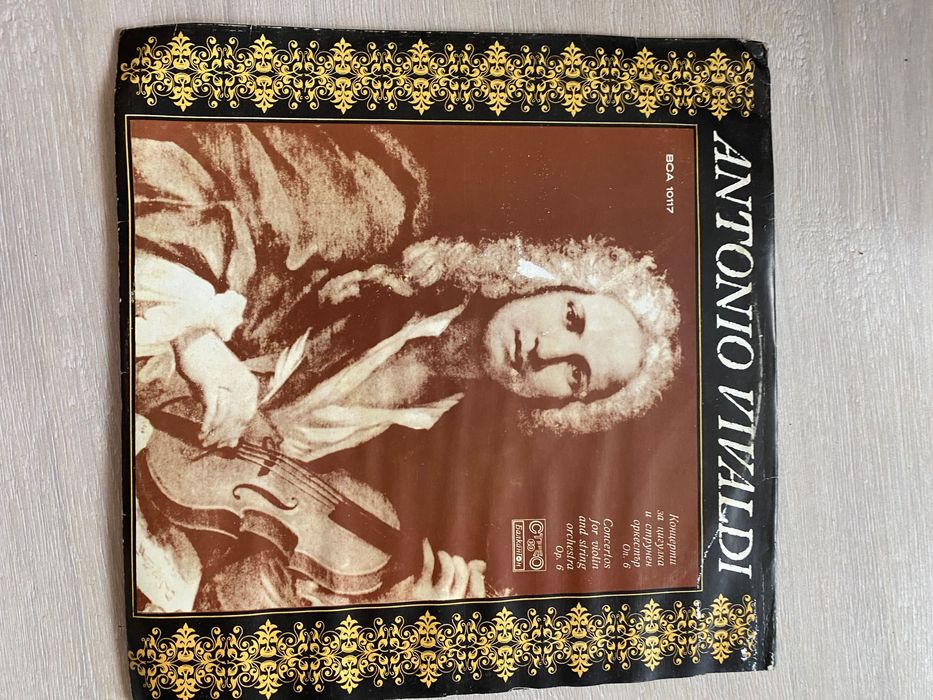 ANTONIO VIVALDI
BCA 10117
Концерти
за цигулка
и струнен
оркестър
Оп. 6
Concertos
for violin
and string
orchestra
Op. 6
Стерео
Балкантон